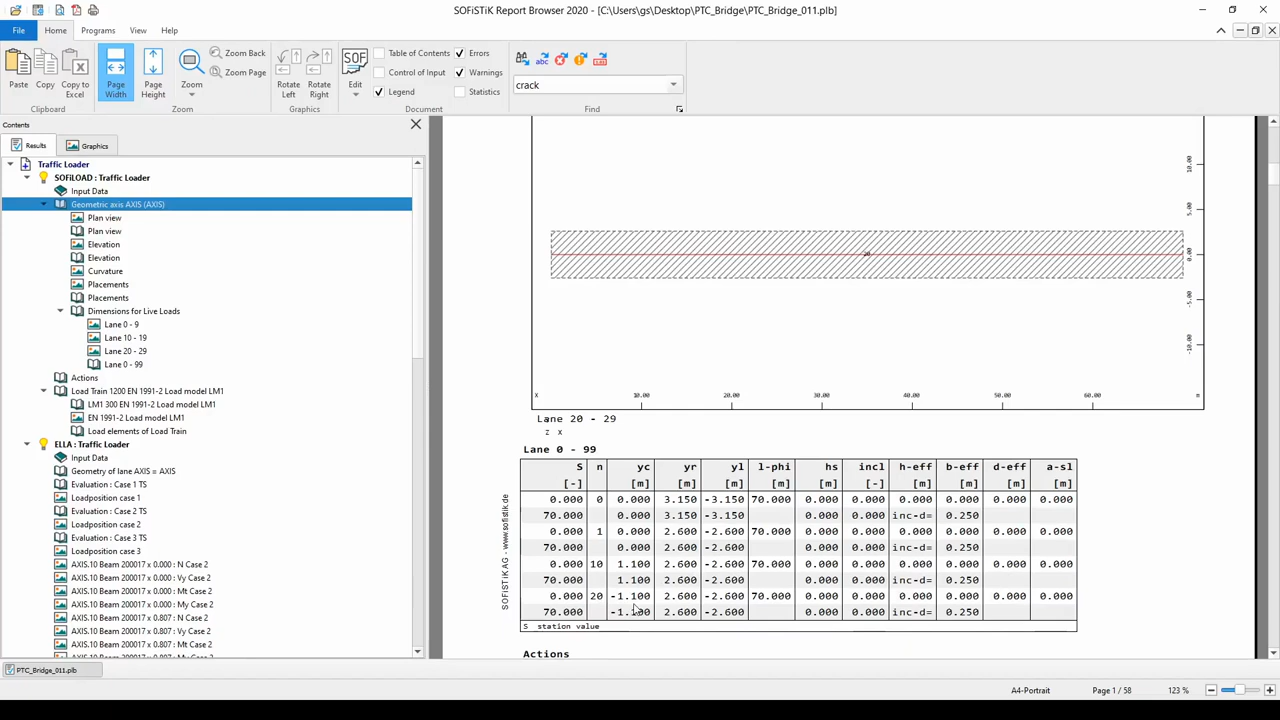 SOFiSTiK Report Browser 2020 - [C:\Users\gs\Desktop\PTC_Bridge\PTC_Bridge_011.plb]
File Home Programs View Help
Paste Copy Copy to Excel
Clipboard
Page Width Page Height Zoom Zoom Back Zoom Page
Zoom
Rotate Left Rotate Right
Graphics
SOF
Edit
Table of Contents Errors
Control of Input Warnings
Legend Statistics
Document
abc
crack
Find
Contents
Results Graphics
Traffic Loader
SOFiLOAD : Traffic Loader
Input Data
Geometric axis AXIS (AXIS)
Plan view
Plan view
Elevation
Elevation
Curvature
Placements
Placements
Dimensions for Live Loads
Lane 0 - 9
Lane 10 - 19
Lane 20 - 29
Lane 0 - 99
Actions
Load Train 1200 EN 1991-2 Load model LM1
LM1 300 EN 1991-2 Load model LM1
EN 1991-2 Load model LM1
Load elements of Load Train
ELLA : Traffic Loader
Input Data
Geometry of lane AXIS = AXIS
Evaluation : Case 1 TS
Loadposition case 1
Evaluation : Case 2 TS
Loadposition case 2
Evaluation : Case 3 TS
Loadposition case 3
AXIS.10 Beam 200017 x 0.000 : N Case 2
AXIS.10 Beam 200017 x 0.000 : Vy Case 2
AXIS.10 Beam 200017 x 0.000 : Mt Case 2
AXIS.10 Beam 200017 x 0.000 : My Case 2
AXIS.10 Beam 200017 x 0.807 : N Case 2
AXIS.10 Beam 200017 x 0.807 : Vy Case 2
AXIS.10 Beam 200017 x 0.807 : Mt Case 2
AXIS.10 Beam 200017 x 0.807 : My Case 2
10.00
5.00
20
0.00
-5.00
-10.00
X 10.00 20.00 30.00 40.00 50.00 60.00 m
Lane 20 - 29
z x
Lane 0 - 99
S n yc yr yl l-phi hs incl h-eff b-eff d-eff a-sl
[-] [m] [m] [m] [m] [m] [-] [m] [m] [m] [m]
0.000 0 0.000 3.150 -3.150 70.000 0.000 0.000 0.000 0.000 0.000 0.000
70.000 0.000 3.150 -3.150 0.000 0.000 inc-d= 0.250
0.000 1 0.000 2.600 -2.600 70.000 0.000 0.000 0.000 0.000 0.000 0.000
70.000 0.000 2.600 -2.600 0.000 0.000 inc-d= 0.250
0.000 10 1.100 2.600 -2.600 70.000 0.000 0.000 0.000 0.000 0.000 0.000
70.000 1.100 2.600 -2.600 0.000 0.000 inc-d= 0.250
0.000 20 -1.100 2.600 -2.600 70.000 0.000 0.000 0.000 0.000 0.000 0.000
70.000 -1.100 2.600 -2.600 0.000 0.000 inc-d= 0.250
S station value
Actions
SOFiSTiK AG - www.sofistik.de
PTC_Bridge_011.plb
A4-Portrait Page 1 / 58 123 %